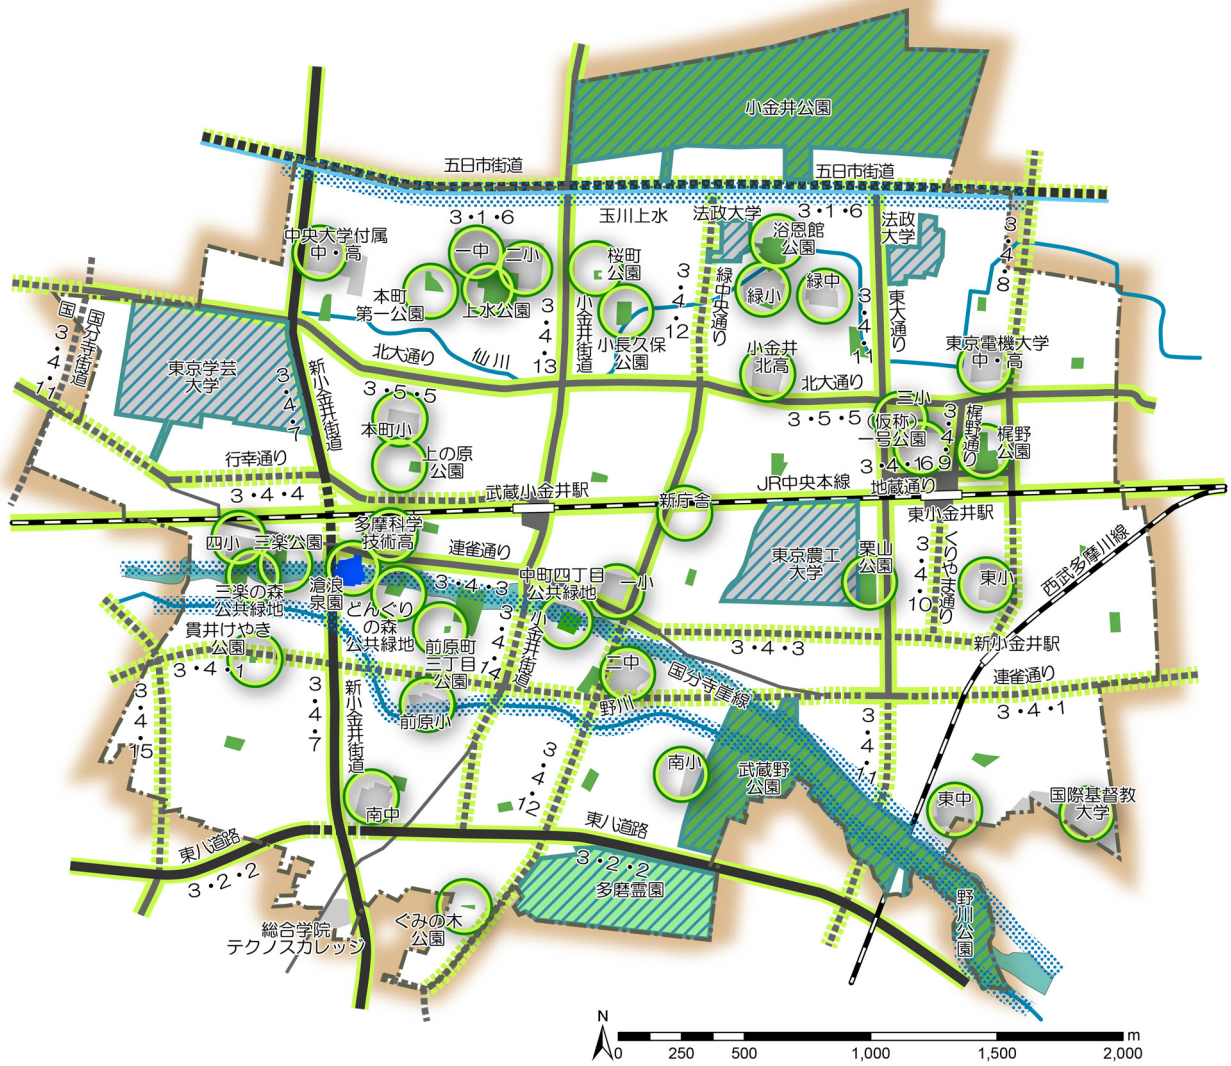 小金井公園
五日市街道
五日市街道
3・1・6
玉川上水
法政大学
3・1・6
法政
大学
浴恩館
公園
3・4・8
中央大学付属
中・高
一中
二小
桜町
公園
本町
第一公園
上水公園
3・4・13
小金井街道
小長久保
公園
3・4・12
緑中央通り
緑小
緑中
3・4・11
東大通り
国分寺街道
国3・4・11
東京学芸
大学
3・4・7
新小金井街道
北大通り
仙川
小金井
北高
北大通り
3・5・5
東京電機大学
中・高
3・5・5
本町小
上の原
公園
三小
(仮称)
一号公園
3・4・9
梶野通り
梶野
公園
3・4・16
地蔵通り
行幸通り
3・4・4
武蔵小金井駅
新庁舎
JR中央本線
東小金井駅
四小
三楽公園
多摩科学
技術高
連雀通り
3・4・3
中町四丁目
公共緑地
一小
東京農工
大学
栗山
公園
3・4・10
くりやま通り
東小
西武多摩川線
三楽の森
公共緑地
滄浪
泉園
どんぐり
の森
公共緑地
貫井けやき
公園
3・4・1
前原町
三丁目
公園
3・4・14
小金井街道
二中
国分寺崖線
3・4・3
新小金井駅
連雀通り
3・4・1
3・4・15
3・4・7
新小金井街道
前原小
野川
3・4・12
南小
武蔵野
公園
3・4・11
東中
国際基督教
大学
南中
東八道路
3・2・2
東八道路
3・2・2
多磨霊園
総合学院
テクノスカレッジ
ぐみの木
公園
野川公園
N
0 250 500 1,000 1,500 2,000 m